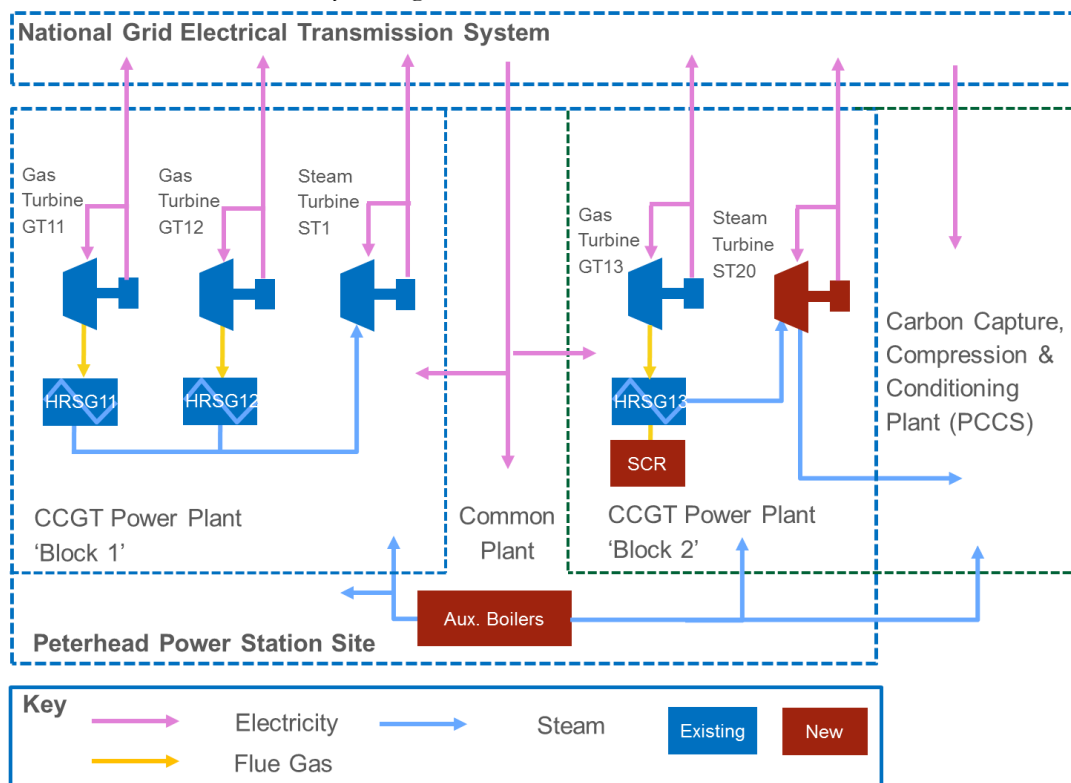 National Grid Electrical Transmission System
Gas
Turbine
GT11
Gas
Turbine
GT12
Steam
Turbine
ST1
Gas
Turbine
GT13
Steam
Turbine
ST20
HRSG11
HRSG12
HRSG13
SCR
Carbon Capture,
Compression &
Conditioning
Plant (PCCS)
CCGT Power Plant
‘Block 1’
Common
Plant
CCGT Power Plant
‘Block 2’
Aux. Boilers
Peterhead Power Station Site
Key
Electricity
Steam
Existing
New
Flue Gas